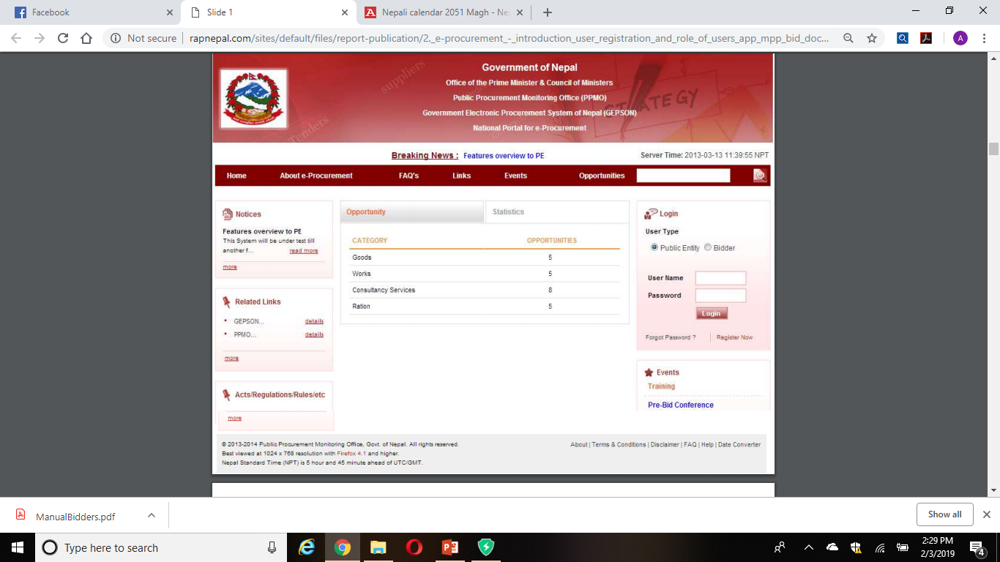 Facebook
Slide 1
Nepali calendar 2051 Magh - Ne
Not secure
rapnepal.com/sites/default/files/report-publication/2._e-procurement_-_introduction_user_registration_and_role_of_users_app_mpp_bid_doc...
A
Government of Nepal
Office of the Prime Minister & Council of Ministers
Public Procurement Monitoring Office (PPMO)
Government Electronic Procurement System of Nepal (GEPSON)
National Portal for e-Procurement
suppliers
Tenders
STRATEGY
Breaking News : Features overview to PE
Server Time: 2013-03-13 11:39:55 NPT
Home About e-Procurement FAQ's Links Events Opportunities
Notices
Features overview to PE
This System will be under test till
another f... read more
more
Related Links
GEPSON... details
PPMO... details
more
Acts/Regulations/Rules/etc
more
Opportunity Statistics
CATEGORY OPPORTUNITIES
Goods 5
Works 5
Consultancy Services 8
Ration 5
Login
User Type
Public Entity Bidder
User Name
Password
Login
Forgot Password ? Register Now
Events
Training
Pre-Bid Conference
© 2013-2014 Public Procurement Monitoring Office, Govt. of Nepal. All rights reserved.
Best viewed at 1024 x 768 resolution with Firefox 4.1 and higher.
Nepal Standard Time (NPT) is 5 hour and 45 minute ahead of UTC/GMT.
About | Terms & Conditions | Disclaimer | FAQ | Help | Date Converter
ManualBidders.pdf
Show all
Type here to search
2:29 PM
2/3/2019
4